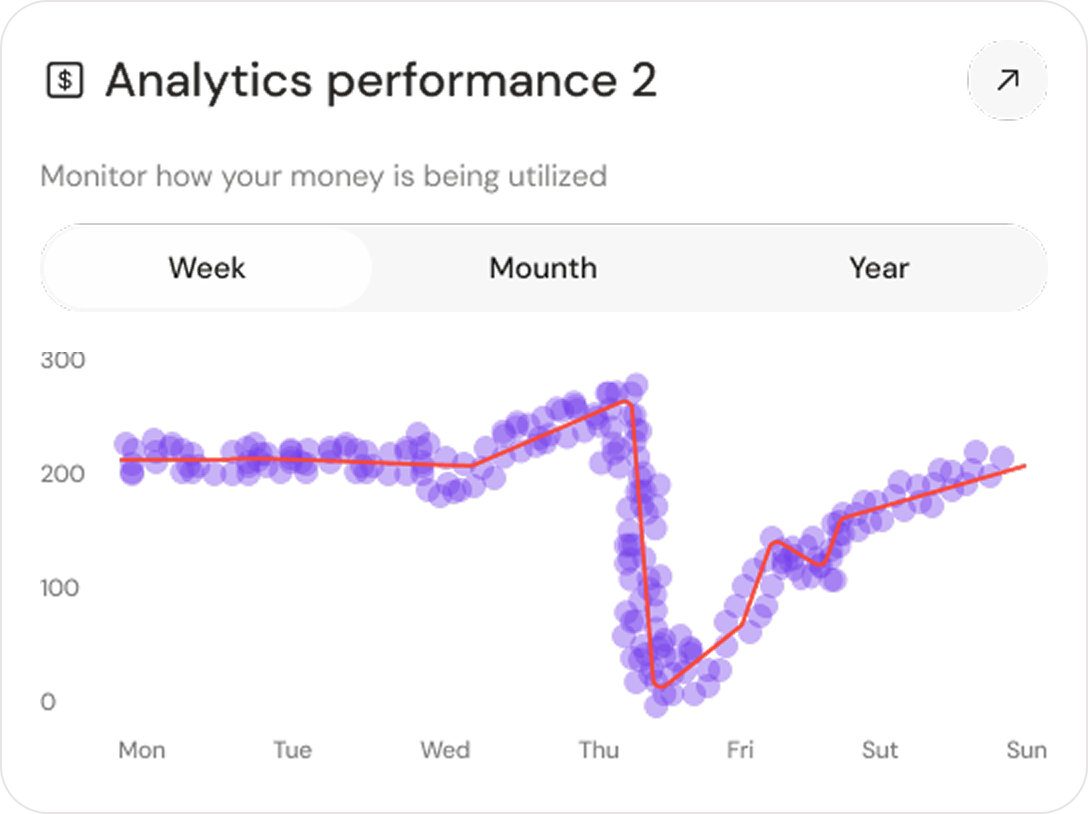 $ Analytics performance 2
Monitor how your money is being utilized
Week Mounth Year
300
200
100
0
Mon Tue Wed Thu Fri Sut Sun